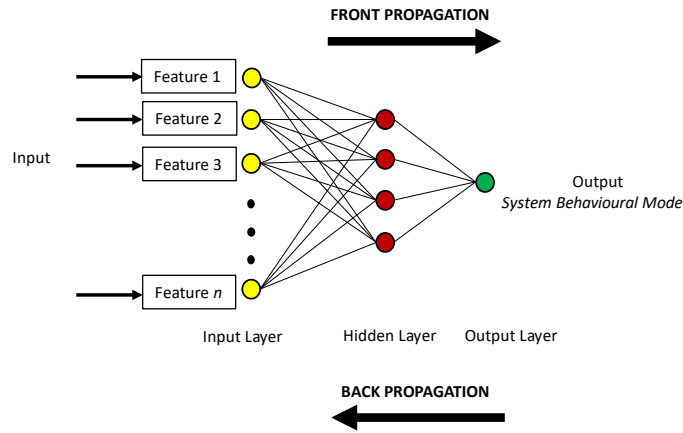 FRONT PROPAGATION
Feature 1
Feature 2
Input
Feature 3
Output
System Behavioural Mode
Feature n
Input Layer
Hidden Layer
Output Layer
BACK PROPAGATION